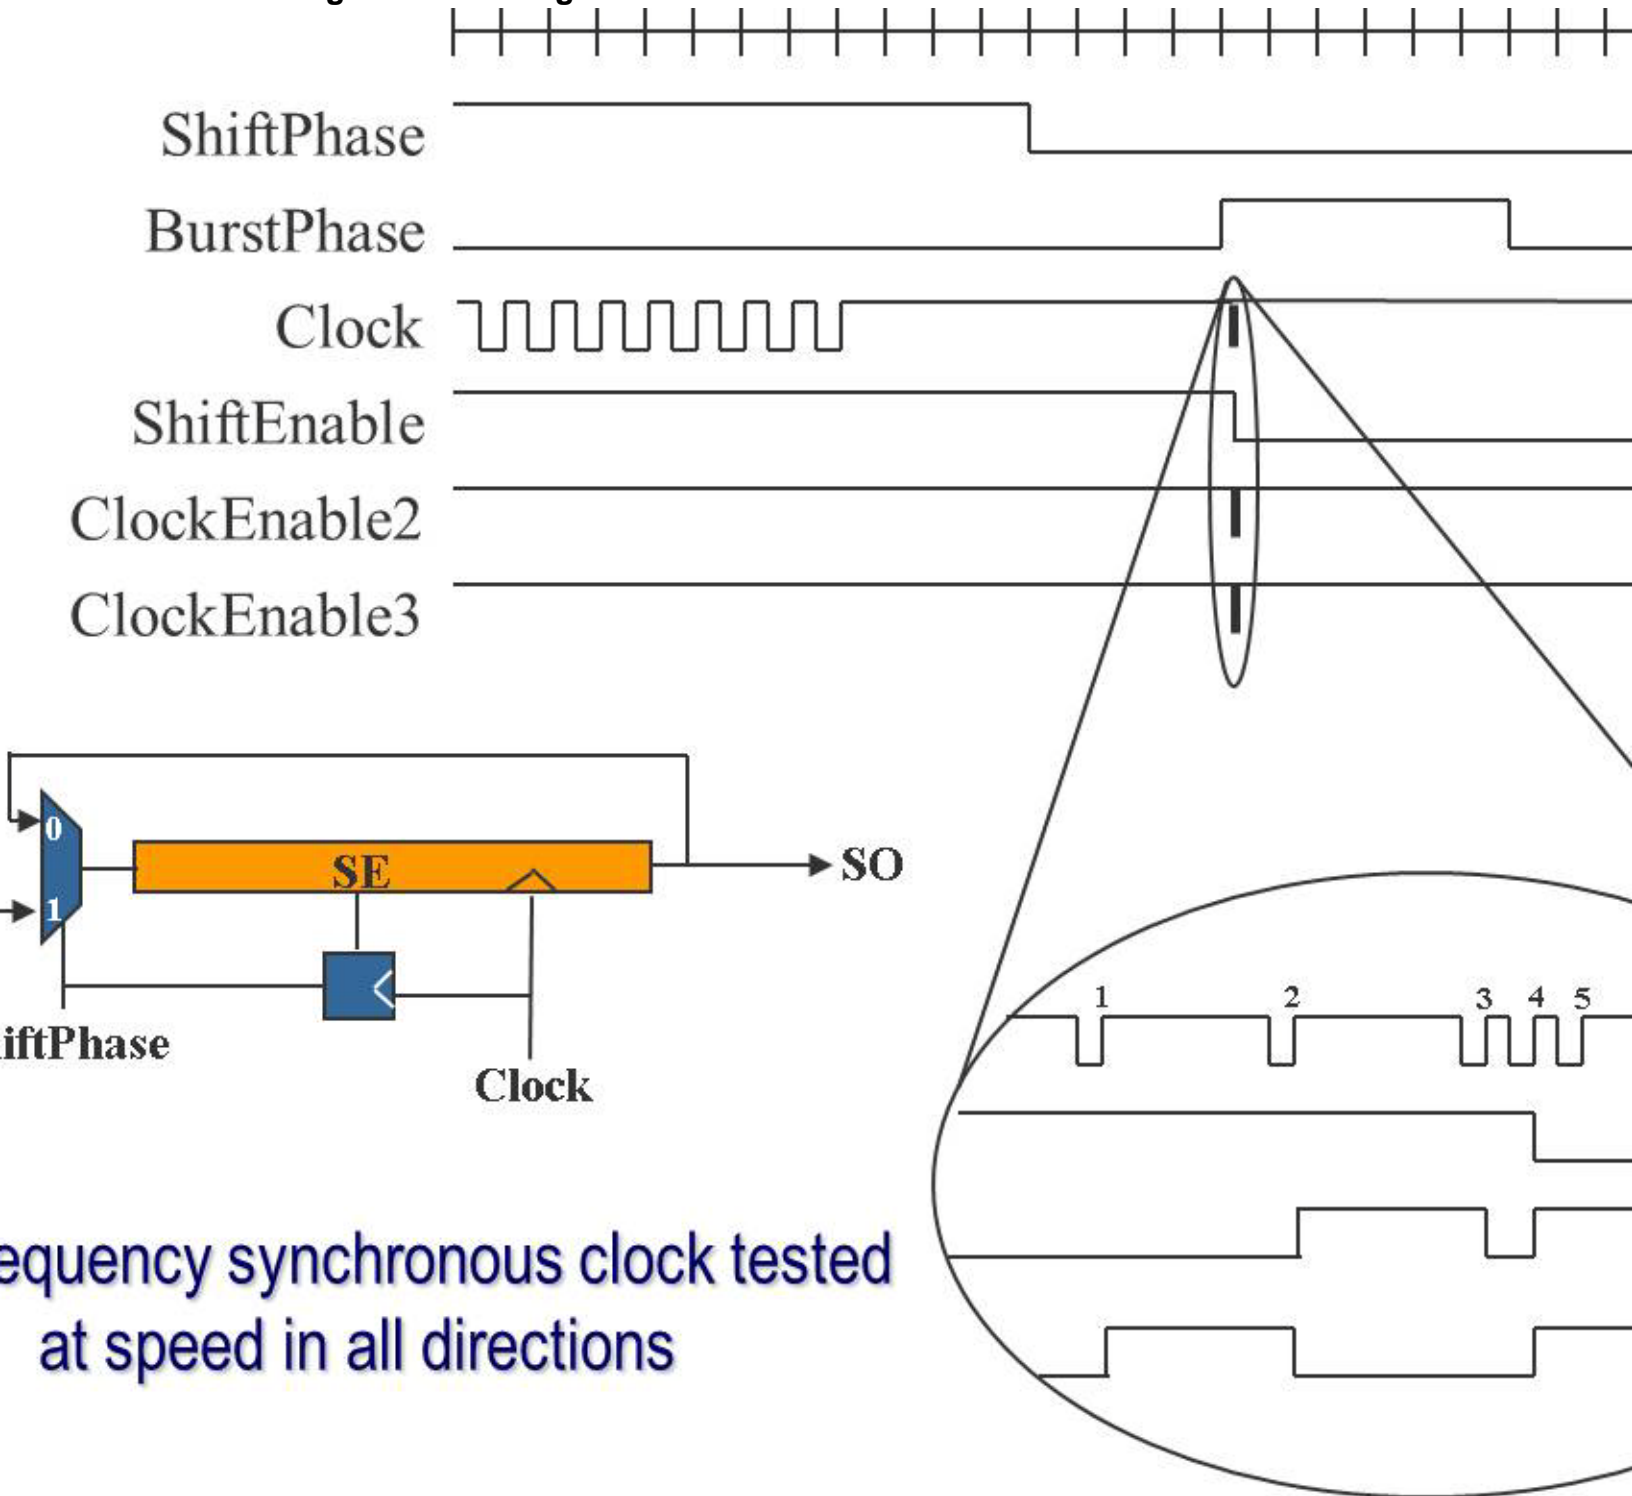 ShiftPhase
BurstPhase
Clock
ShiftEnable
ClockEnable2
ClockEnable3
0
SE
SO
1
1 2 3 4 5
iftPhase
Clock
equency synchronous clock tested
at speed in all directions